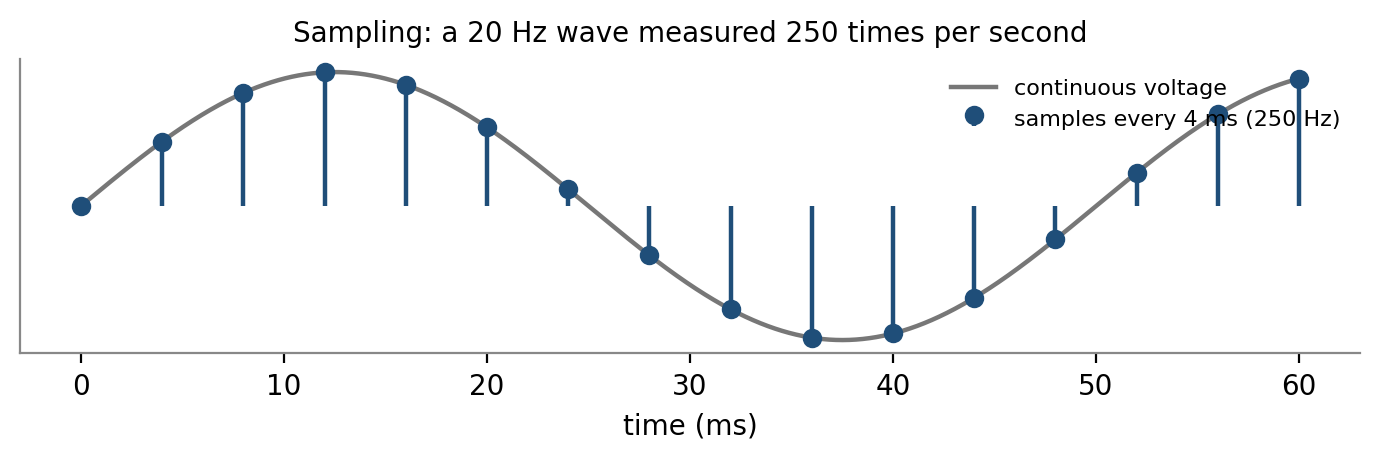 Sampling: a 20 Hz wave measured 250 times per second
continuous voltage
samples every 4 ms (250 Hz)
0 10 20 30 40 50 60
time (ms)